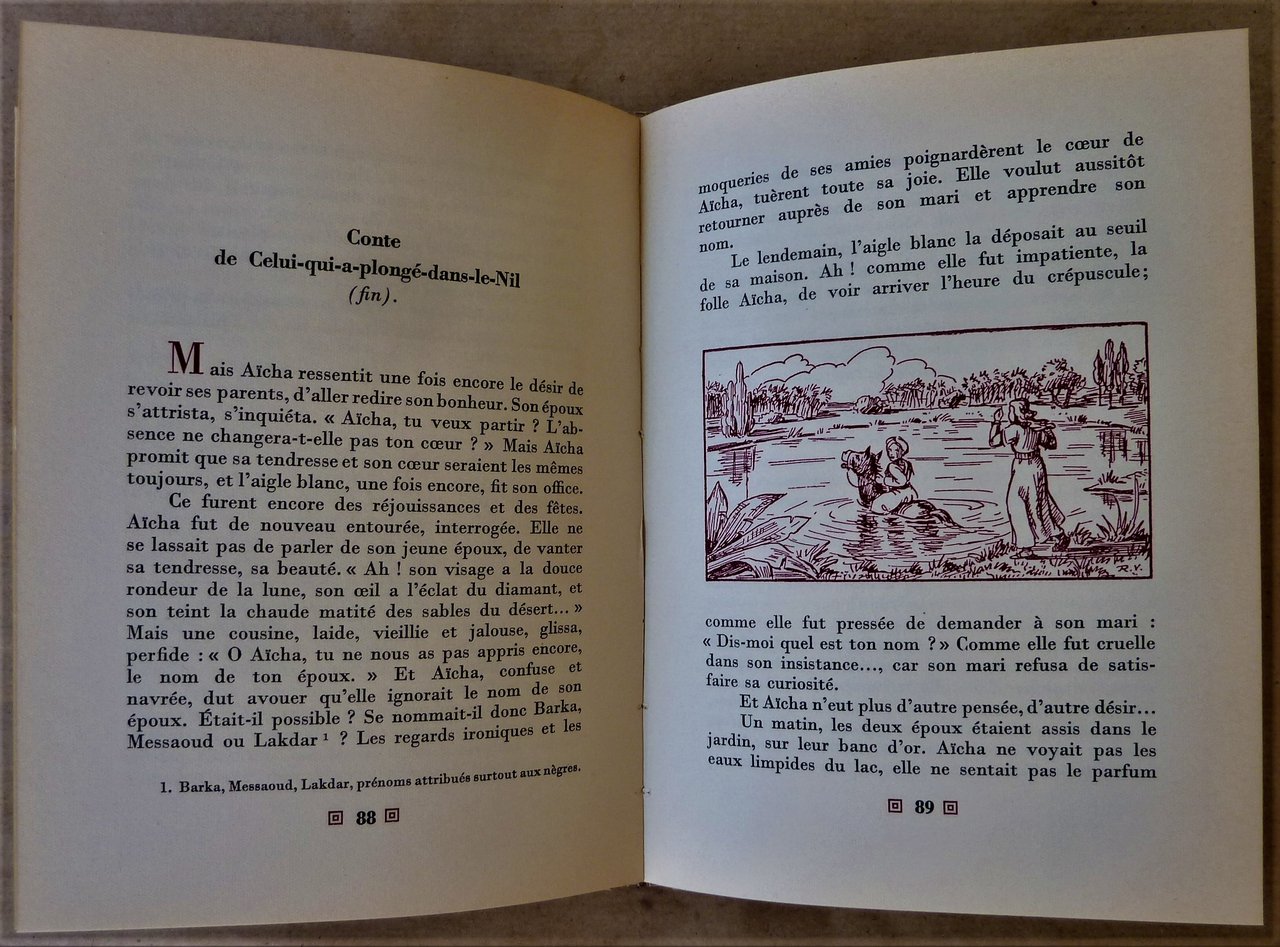 Conte
de Celui-qui-a-plongé-dans-le-Nil
(fin).
Mais Aïcha ressentit une fois encore le désir de
revoir ses parents, d'aller redire son bonheur. Son époux
s'attrista, s'inquiéta. « Aïcha, tu veux partir ? L'ab-
sence ne changera-t-elle pas ton cœur ? » Mais Aïcha
promit que sa tendresse et son cœur seraient les mêmes
toujours, et l'aigle blanc, une fois encore, fit son office.
Ce furent encore des réjouissances et des fêtes.
Aïcha fut de nouveau entourée, interrogée. Elle ne
se lassait pas de parler de son jeune époux, de vanter
sa tendresse, sa beauté. « Ah ! son visage a la douce
rondeur de la lune, son œil a l'éclat du diamant, et
son teint la chaude matité des sables du désert... »
Mais une cousine, laide, vieillie et jalouse, glissa,
perfide : « O Aïcha, tu ne nous as pas appris encore,
le nom de ton époux. » Et Aïcha, confuse et
navrée, dut avouer qu'elle ignorait le nom de son
époux. Était-il possible ? Se nommait-il donc Barka,
Messaoud ou Lakdar¹ ? Les regards ironiques et les
1. Barka, Messaoud, Lakdar, prénoms attribués surtout aux nègres.
88
moqueries de ses amies poignardèrent le cœur de
Aïcha, tuèrent toute sa joie. Elle voulut aussitôt
retourner auprès de son mari et apprendre son
nom.
Le lendemain, l'aigle blanc la déposait au seuil
de sa maison. Ah ! comme elle fut impatiente, la
folle Aïcha, de voir arriver l'heure du crépuscule ;
R.V.
comme elle fut pressée de demander à son mari :
« Dis-moi quel est ton nom ? » Comme elle fut cruelle
dans son insistance..., car son mari refusa de satis-
faire sa curiosité.
Et Aïcha n'eut plus d'autre pensée, d'autre désir...
Un matin, les deux époux étaient assis dans le
jardin, sur leur banc d'or. Aïcha ne voyait pas les
eaux limpides du lac, elle ne sentait pas le parfum
89